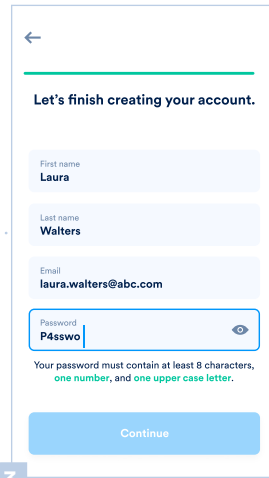 Let's finish creating your account.
First name
Laura
Last name
Walters
Email
laura.walters@abc.com
Password
P4sswo
Your password must contain at least 8 characters,
one number, and one upper case letter.
Continue